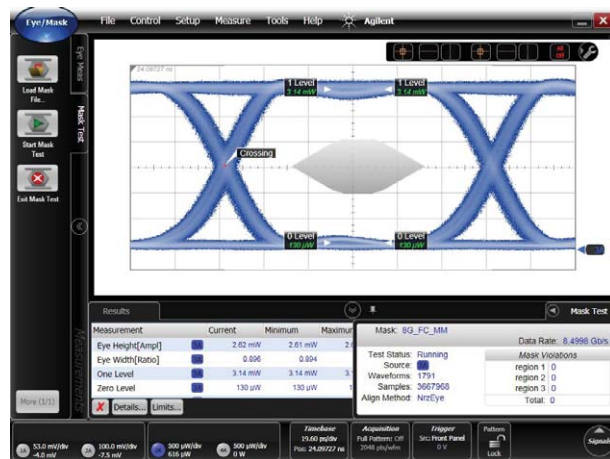 Eye/Mask
File Control Setup Measure Tools Help Agilent
Load Mask
File...
Start Mask
Test
Exit Mask Test
More (1/1)
Eye Meas
Mask Test
Measurements
24.09727 ns
1 Level
3.14 mW
1 Level
3.14 mW
Crossing
0 Level
130 µW
0 Level
130 µW
Results
Measurement Current Minimum Maximum
Eye Height[Ampl] 2.62 mW 2.61 mW
Eye Width[Ratio] 0.896 0.894
One Level 3.14 mW 3.14 mW
Zero Level 130 µW 130 µW
Details... Limits...
Mask Test
Mask: 8G_FC_MM
Data Rate: 8.4998 Gb/s
Test Status: Running
Source:
Waveforms: 1791
Samples: 3667968
Align Method: NrzEye
Mask Violations
region 1 0
region 2 0
region 3 0
Total: 0
53.0 mV/div
-4.0 mV
100.0 mV/div
-7.5 mV
500 µW/div
616 µW
500 µW/div
0 W
Timebase
19.60 ps/div
Pos: 24.09727 ns
Acquisition
Full Pattern: Off
2048 pts/wfm
Trigger
Src: Front Panel
0 V
Pattern
Lock
Signals